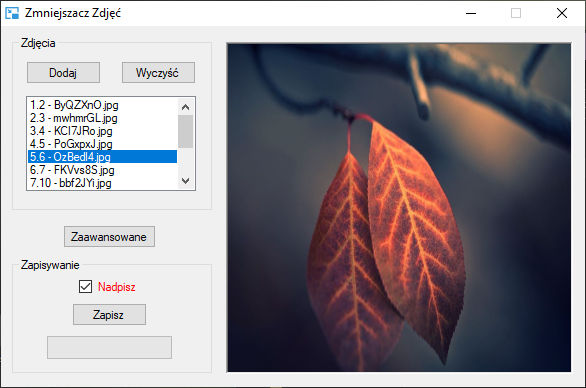 Zmniejszacz Zdjęć
Zdjęcia
Dodaj
Wyczyść
1.2 - ByQZXnO.jpg
2.3 - mwhmrGL.jpg
3.4 - KCI7JRo.jpg
4.5 - PoGxpxJ.jpg
5.6 - OzBedI4.jpg
6.7 - FKVvs8S.jpg
7.10 - bbf2JYi.jpg
Zaawansowane
Zapisywanie
Nadpisz
Zapisz